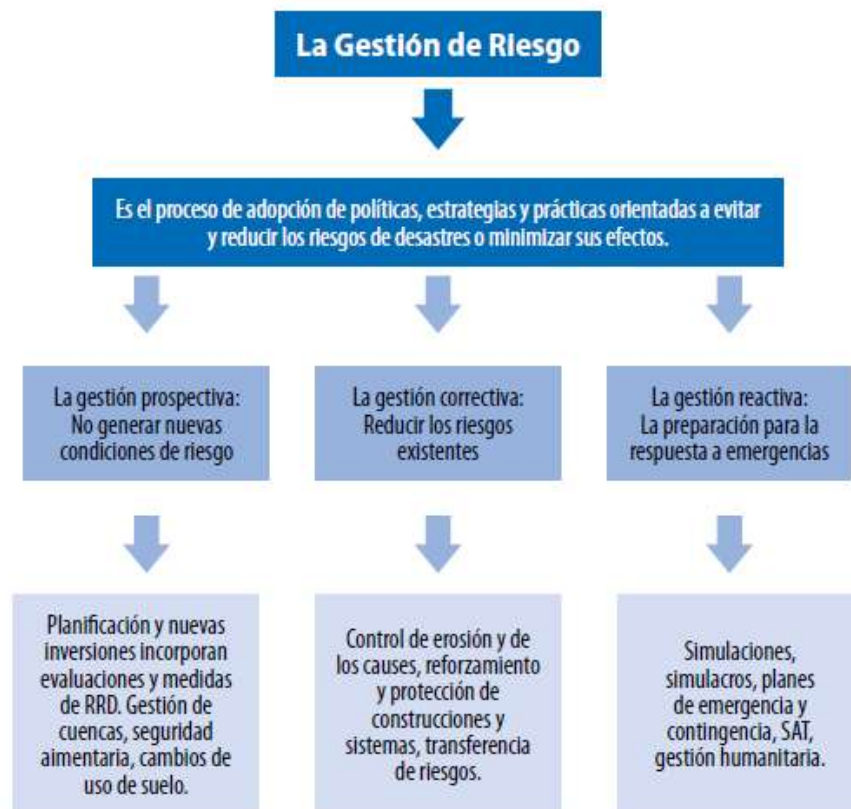 La Gestión de Riesgo
Es el proceso de adopción de políticas, estrategias y prácticas orientadas a evitar
y reducir los riesgos de desastres o minimizar sus efectos.
La gestión prospectiva:
No generar nuevas
condiciones de riesgo
La gestión correctiva:
Reducir los riesgos
existentes
La gestión reactiva:
La preparación para la
respuesta a emergencias
Planificación y nuevas
inversiones incorporan
evaluaciones y medidas
de RRD. Gestión de
cuencas, seguridad
aimentaria, cambios de
uso de suelo.
Control de erosión y de
los causes, reforzamiento
y protección de
construcciones y
sistemas, transferencia
de riesgos.
Simulaciones,
simulacros, planes
de emergencia y
contingencia, SAT,
gestión humanitaria.